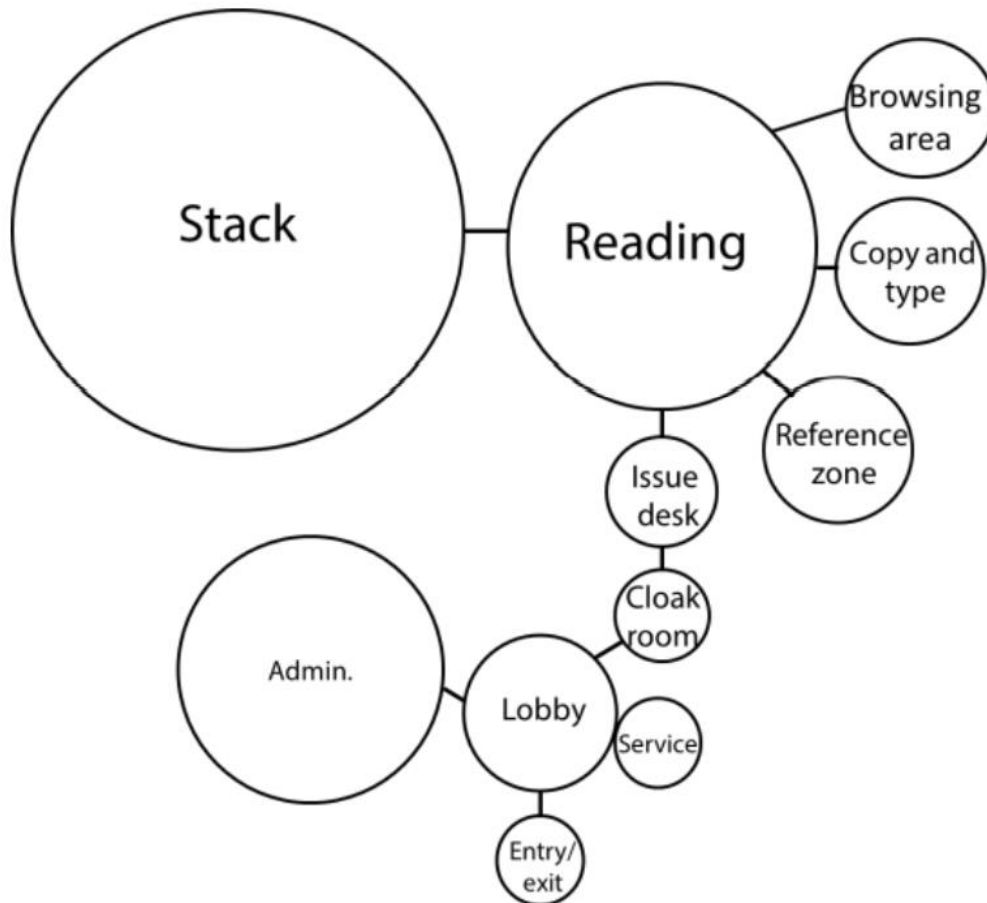 Stack
Reading
Browsing
area
Copy and
type
Reference
zone
Issue
desk
Cloak
room
Admin.
Lobby
Service
Entry/
exit